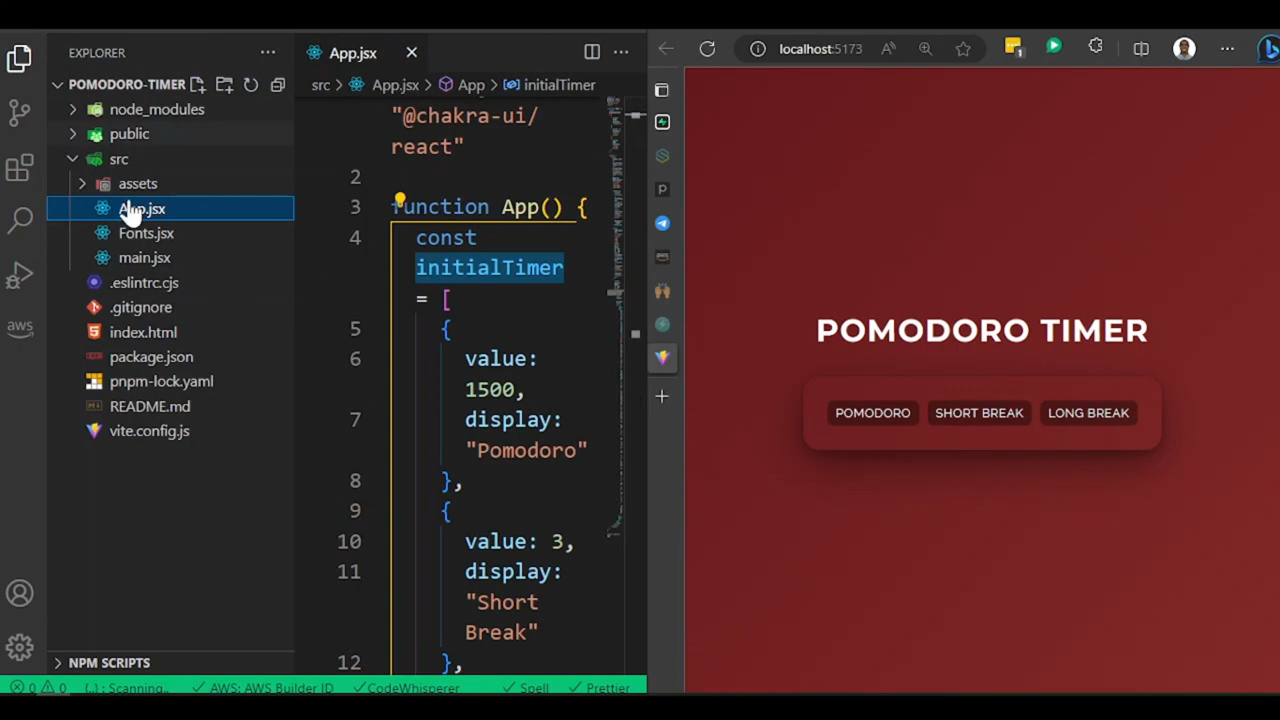 EXPLORER
POMODORO-TIMER
node_modules
public
src
assets
App.jsx
Fonts.jsx
main.jsx
.eslintrc.cjs
.gitignore
index.html
package.json
pnpm-lock.yaml
README.md
vite.config.js
aws
NPM SCRIPTS
App.jsx
src > App.jsx > App > initialTimer
"@chakra-ui/
react"
2
3 function App() {
4 const
initialTimer
= [
5 {
6 value:
1500,
7 display:
"Pomodoro"
8 },
9 {
10 value: 3,
11 display:
"Short
Break"
12 },
0 0 {..} : Scanning.. AWS: AWS Builder ID CodeWhisperer Spell Prettier
localhost:5173
POMODORO TIMER
POMODORO SHORT BREAK LONG BREAK